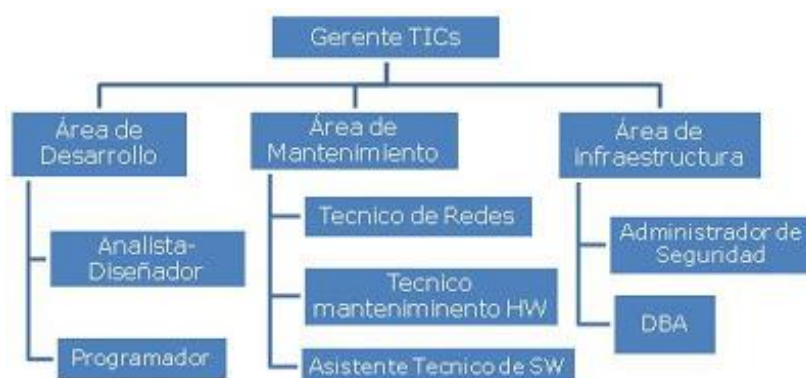 Gerente TICs
Área de
Desarrollo
Área de
Mantenimiento
Área de
Infraestructura
Analista-
Diseñador
Programador
Tecnico de Redes
Tecnico
manteniminento HW
Asistente Tecnico de SW
Administrador de
Seguridad
DBA